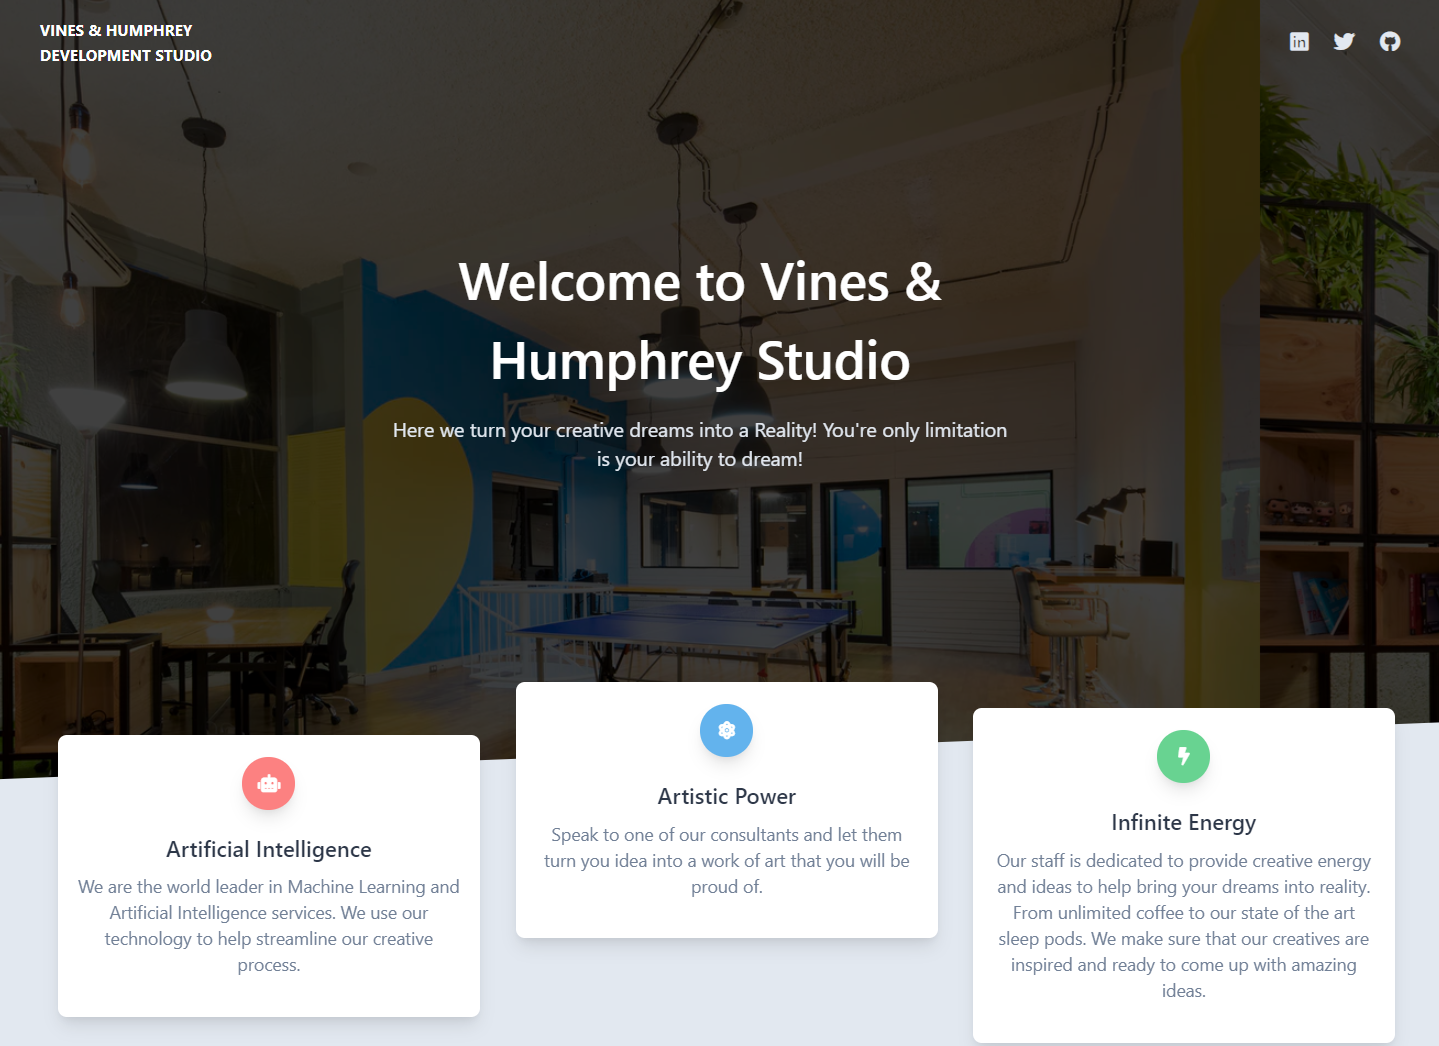 VINES & HUMPHREY
DEVELOPMENT STUDIO
in
Welcome to Vines &
Humphrey Studio
Here we turn your creative dreams into a Reality! You're only limitation
is your ability to dream!
Artificial Intelligence
We are the world leader in Machine Learning and
Artificial Intelligence services. We use our
technology to help streamline our creative
process.
Artistic Power
Speak to one of our consultants and let them
turn you idea into a work of art that you will be
proud of.
Infinite Energy
Our staff is dedicated to provide creative energy
and ideas to help bring your dreams into reality.
From unlimited coffee to our state of the art
sleep pods. We make sure that our creatives are
inspired and ready to come up with amazing
ideas.